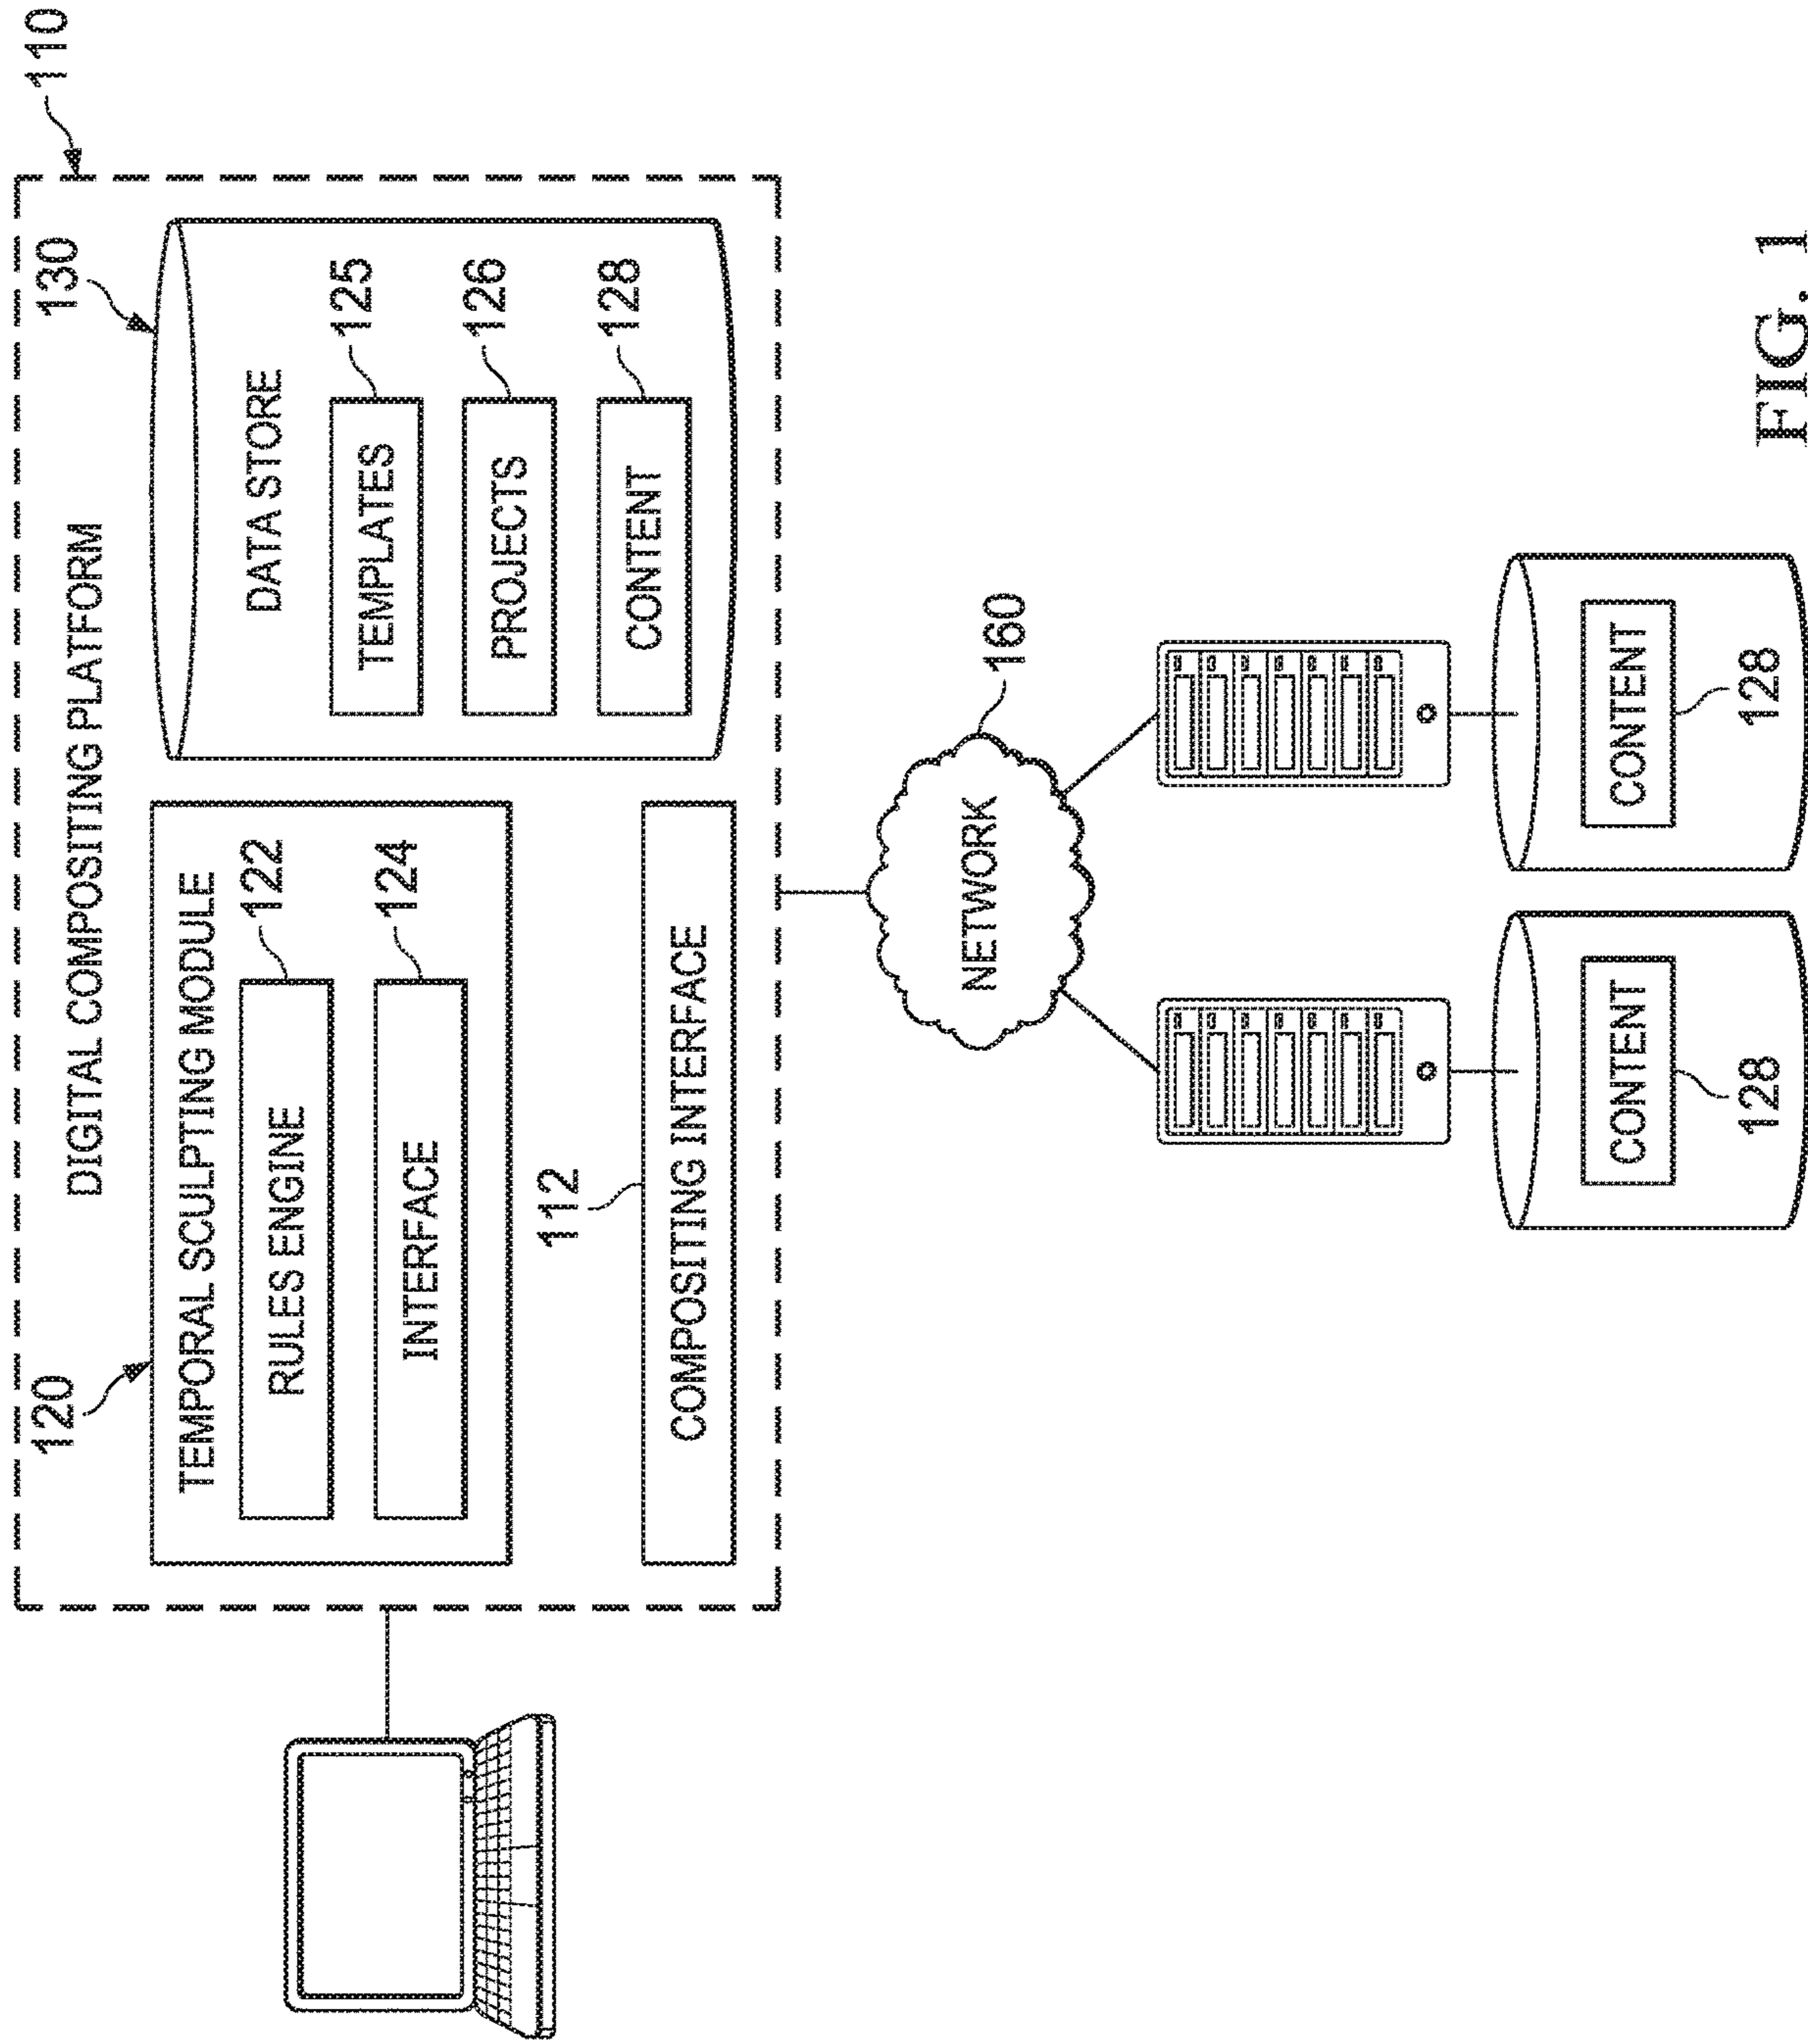 110
DIGITAL COMPOSITING PLATFORM
120
130
TEMPORAL SCULPTING MODULE
122
RULES ENGINE
124
INTERFACE
112
COMPOSITING INTERFACE
DATA STORE
125
TEMPLATES
126
PROJECTS
128
CONTENT
160
NETWORK
CONTENT
128
CONTENT
128
FIG. 1